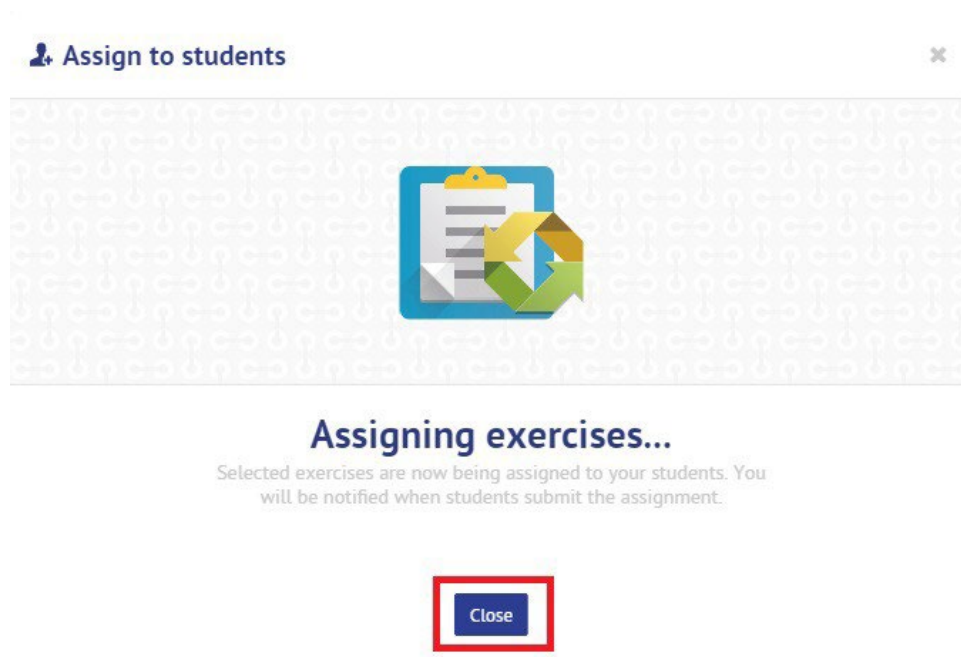 Assign to students
Assigning exercises...
Selected exercises are now being assigned to your students. You
will be notified when students submit the assignment.
Close